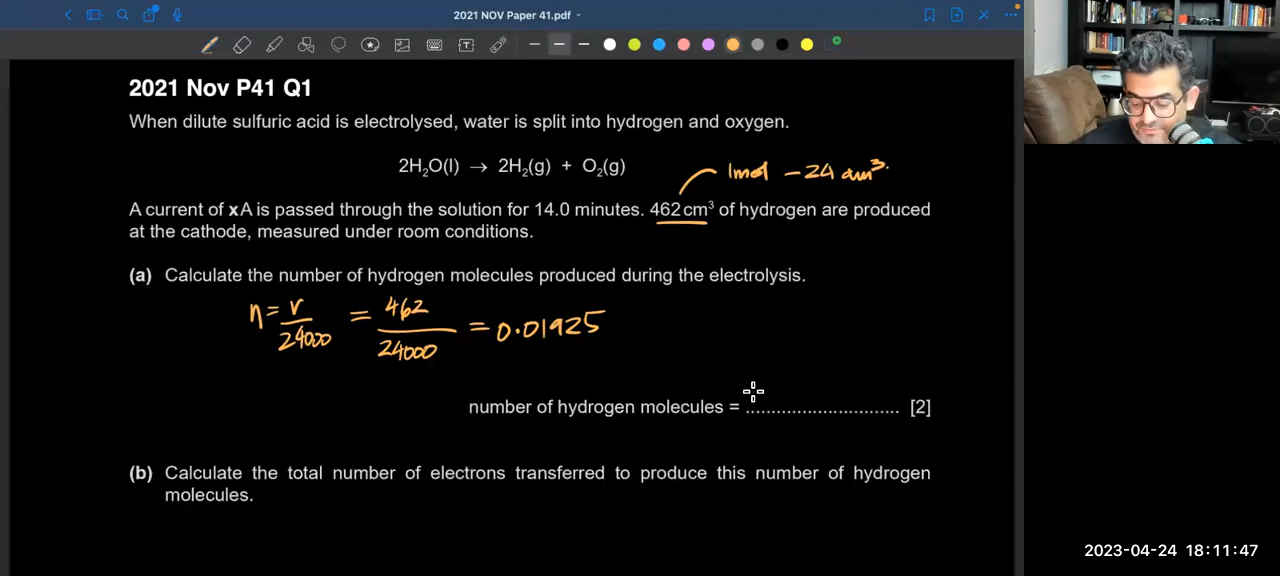 2021 NOV Paper 41.pdf
2021 Nov P41 Q1
When dilute sulfuric acid is electrolysed, water is split into hydrogen and oxygen.
2H₂O(l) → 2H₂(g) + O₂(g)
1mol - 24 dm³.
A current of xA is passed through the solution for 14.0 minutes. 462 cm³ of hydrogen are produced
at the cathode, measured under room conditions.
(a) Calculate the number of hydrogen molecules produced during the electrolysis.
n = v/24000 = 462/24000 = 0.01925
number of hydrogen molecules = .............................. [2]
(b) Calculate the total number of electrons transferred to produce this number of hydrogen
molecules.
2023-04-24 18:11:47